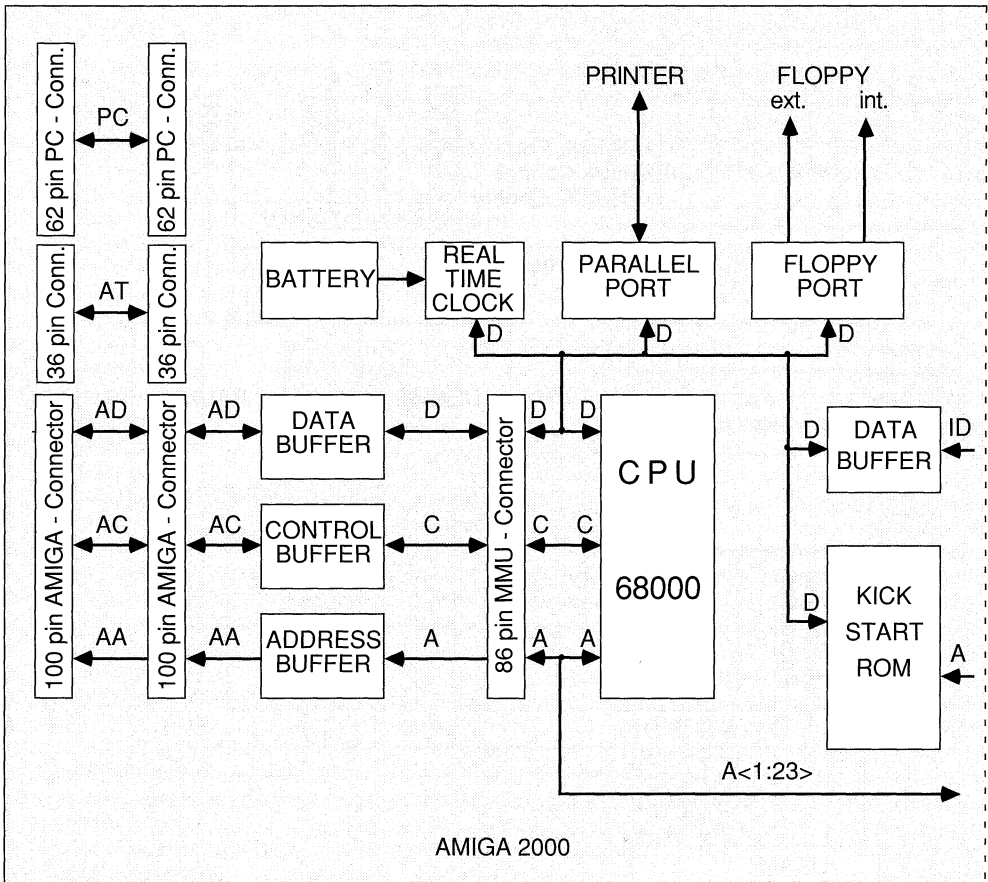 62 pin PC - Conn.
PC
62 pin PC - Conn.
36 pin Conn.
AT
36 pin Conn.
PRINTER
FLOPPY
ext.
int.
BATTERY
REAL
TIME
CLOCK
PARALLEL
PORT
FLOPPY
PORT
D
D
D
100 pin AMIGA - Connector
AD
AC
AA
100 pin AMIGA - Connector
AD
AC
AA
DATA
BUFFER
CONTROL
BUFFER
ADDRESS
BUFFER
D
C
A
86 pin MMU - Connector
D
D
C
C
A
A
CPU
68000
D
DATA
BUFFER
ID
D
KICK
START
ROM
A
A<1:23>
AMIGA 2000